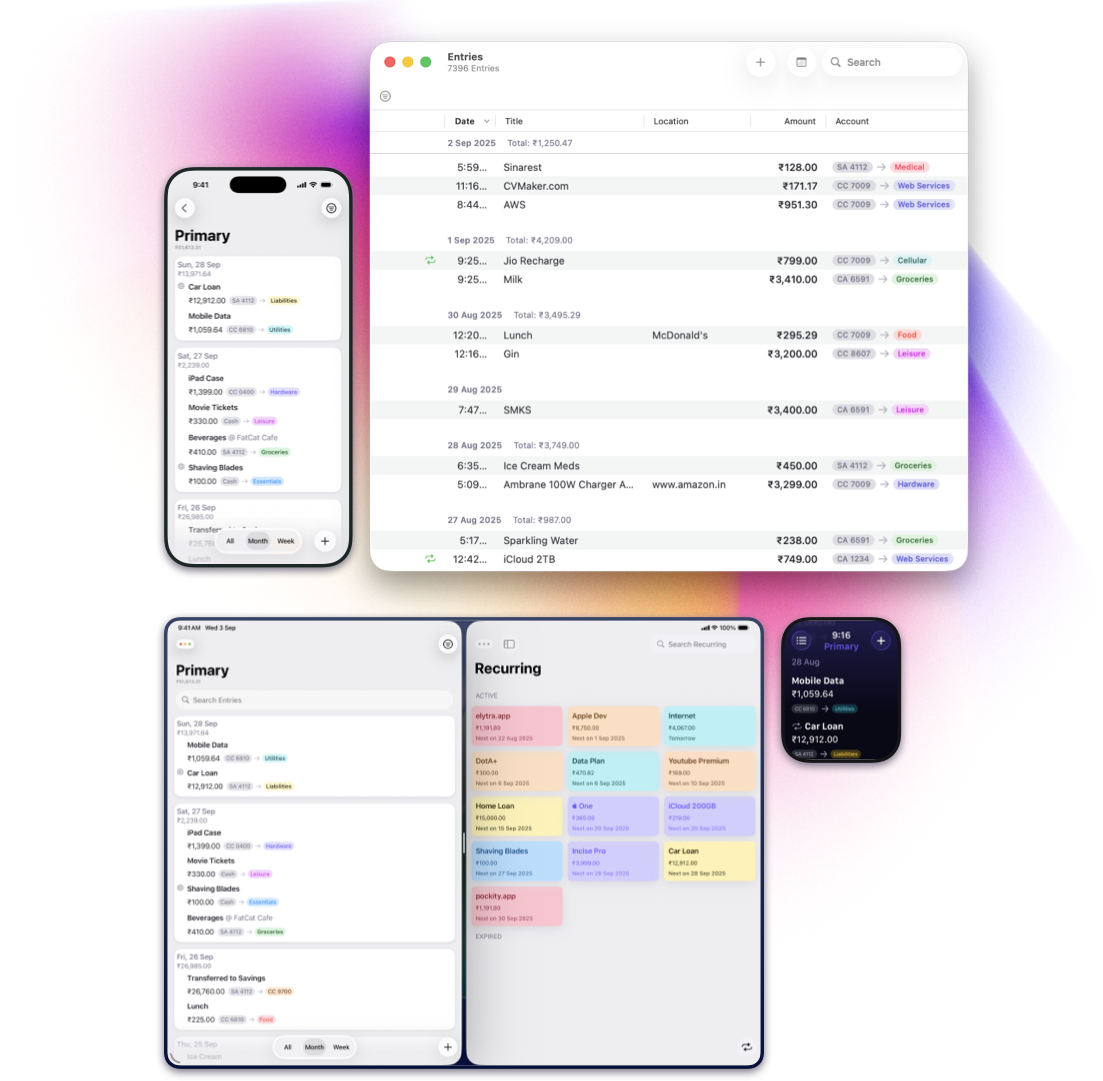 Entries
7396 Entries
Search
Date Title Location Amount Account
2 Sep 2025 Total: ₹1,250.47
5:59... Sinarest ₹128.00 SA 4112 → Medical
11:16... CVMaker.com ₹171.17 CC 7009 → Web Services
8:44... AWS ₹951.30 CC 7009 → Web Services
1 Sep 2025 Total: ₹4,209.00
9:25... Jio Recharge ₹799.00 CC 7009 → Cellular
9:25... Milk ₹3,410.00 CA 6591 → Groceries
30 Aug 2025 Total: ₹3,495.29
12:20... Lunch McDonald's ₹295.29 CC 7009 → Food
12:16... Gin ₹3,200.00 CC 8607 → Leisure
29 Aug 2025
7:47... SMKS ₹3,400.00 CA 6591 → Leisure
28 Aug 2025 Total: ₹3,749.00
6:35... Ice Cream Meds ₹450.00 SA 4112 → Groceries
5:09... Ambrane 100W Charger A... www.amazon.in ₹3,299.00 CC 7009 → Hardware
27 Aug 2025 Total: ₹987.00
5:17... Sparkling Water ₹238.00 CA 6591 → Groceries
12:42... iCloud 2TB ₹749.00 CA 1234 → Web Services
9:41
Primary
Sun, 28 Sep
₹13,971.64
Car Loan
₹12,912.00 SA 4112 → Liabilities
Mobile Data
₹1,059.64 CC 6810 → Utilities
Sat, 27 Sep
₹2,239.00
iPad Case
₹1,399.00 CC 0400 → Hardware
Movie Tickets
₹330.00 Cash → Leisure
Beverages @ FatCat Cafe
₹410.00 SA 4112 → Groceries
Shaving Blades
₹100.00 Cash → Essentials
Fri, 26 Sep
₹26,985.00
All Month Week
Lunch
9:41 AM Wed 3 Sep
Primary
Search Entries
Sun, 28 Sep
₹13,971.64
Mobile Data
₹1,059.64 CC 6810 → Utilities
Car Loan
₹12,912.00 SA 4112 → Liabilities
Sat, 27 Sep
₹2,239.00
iPad Case
₹1,399.00 CC 0400 → Hardware
Movie Tickets
₹330.00 Cash → Leisure
Shaving Blades
₹100.00 Cash → Essentials
Beverages @ FatCat Cafe
₹410.00 SA 4112 → Groceries
Fri, 26 Sep
₹26,985.00
Transferred to Savings
₹26,760.00 SA 4112 → CC 9700
Lunch
₹225.00 CC 6810 → Food
Thu, 25 Sep
Ice Cream
All Month Week
100%
Search Recurring
Recurring
ACTIVE
elytra.app Apple Dev Internet
₹1,191.80 ₹8,750.00 ₹4,067.00
Next on 22 Aug 2025 Next on 1 Sep 2025 Tomorrow
DotA+ Data Plan Youtube Premium
₹300.00 ₹470.82 ₹169.00
Next on 6 Sep 2025 Next on 6 Sep 2025 Next on 10 Sep 2025
Home Loan One iCloud 200GB
₹15,000.00 ₹365.00 ₹219.00
Next on 15 Sep 2025 Next on 20 Sep 2025 Next on 20 Sep 2025
Shaving Blades Incise Pro Car Loan
₹100.00 ₹3,999.00 ₹12,912.00
Next on 27 Sep 2025 Next on 28 Sep 2025 Next on 28 Sep 2025
pockity.app
₹1,191.80
Next on 30 Sep 2025
EXPIRED
9:16
Primary
28 Aug
Mobile Data
₹1,059.64
CC 6810 → Utilities
Car Loan
₹12,912.00
SA 4112 → Liabilities